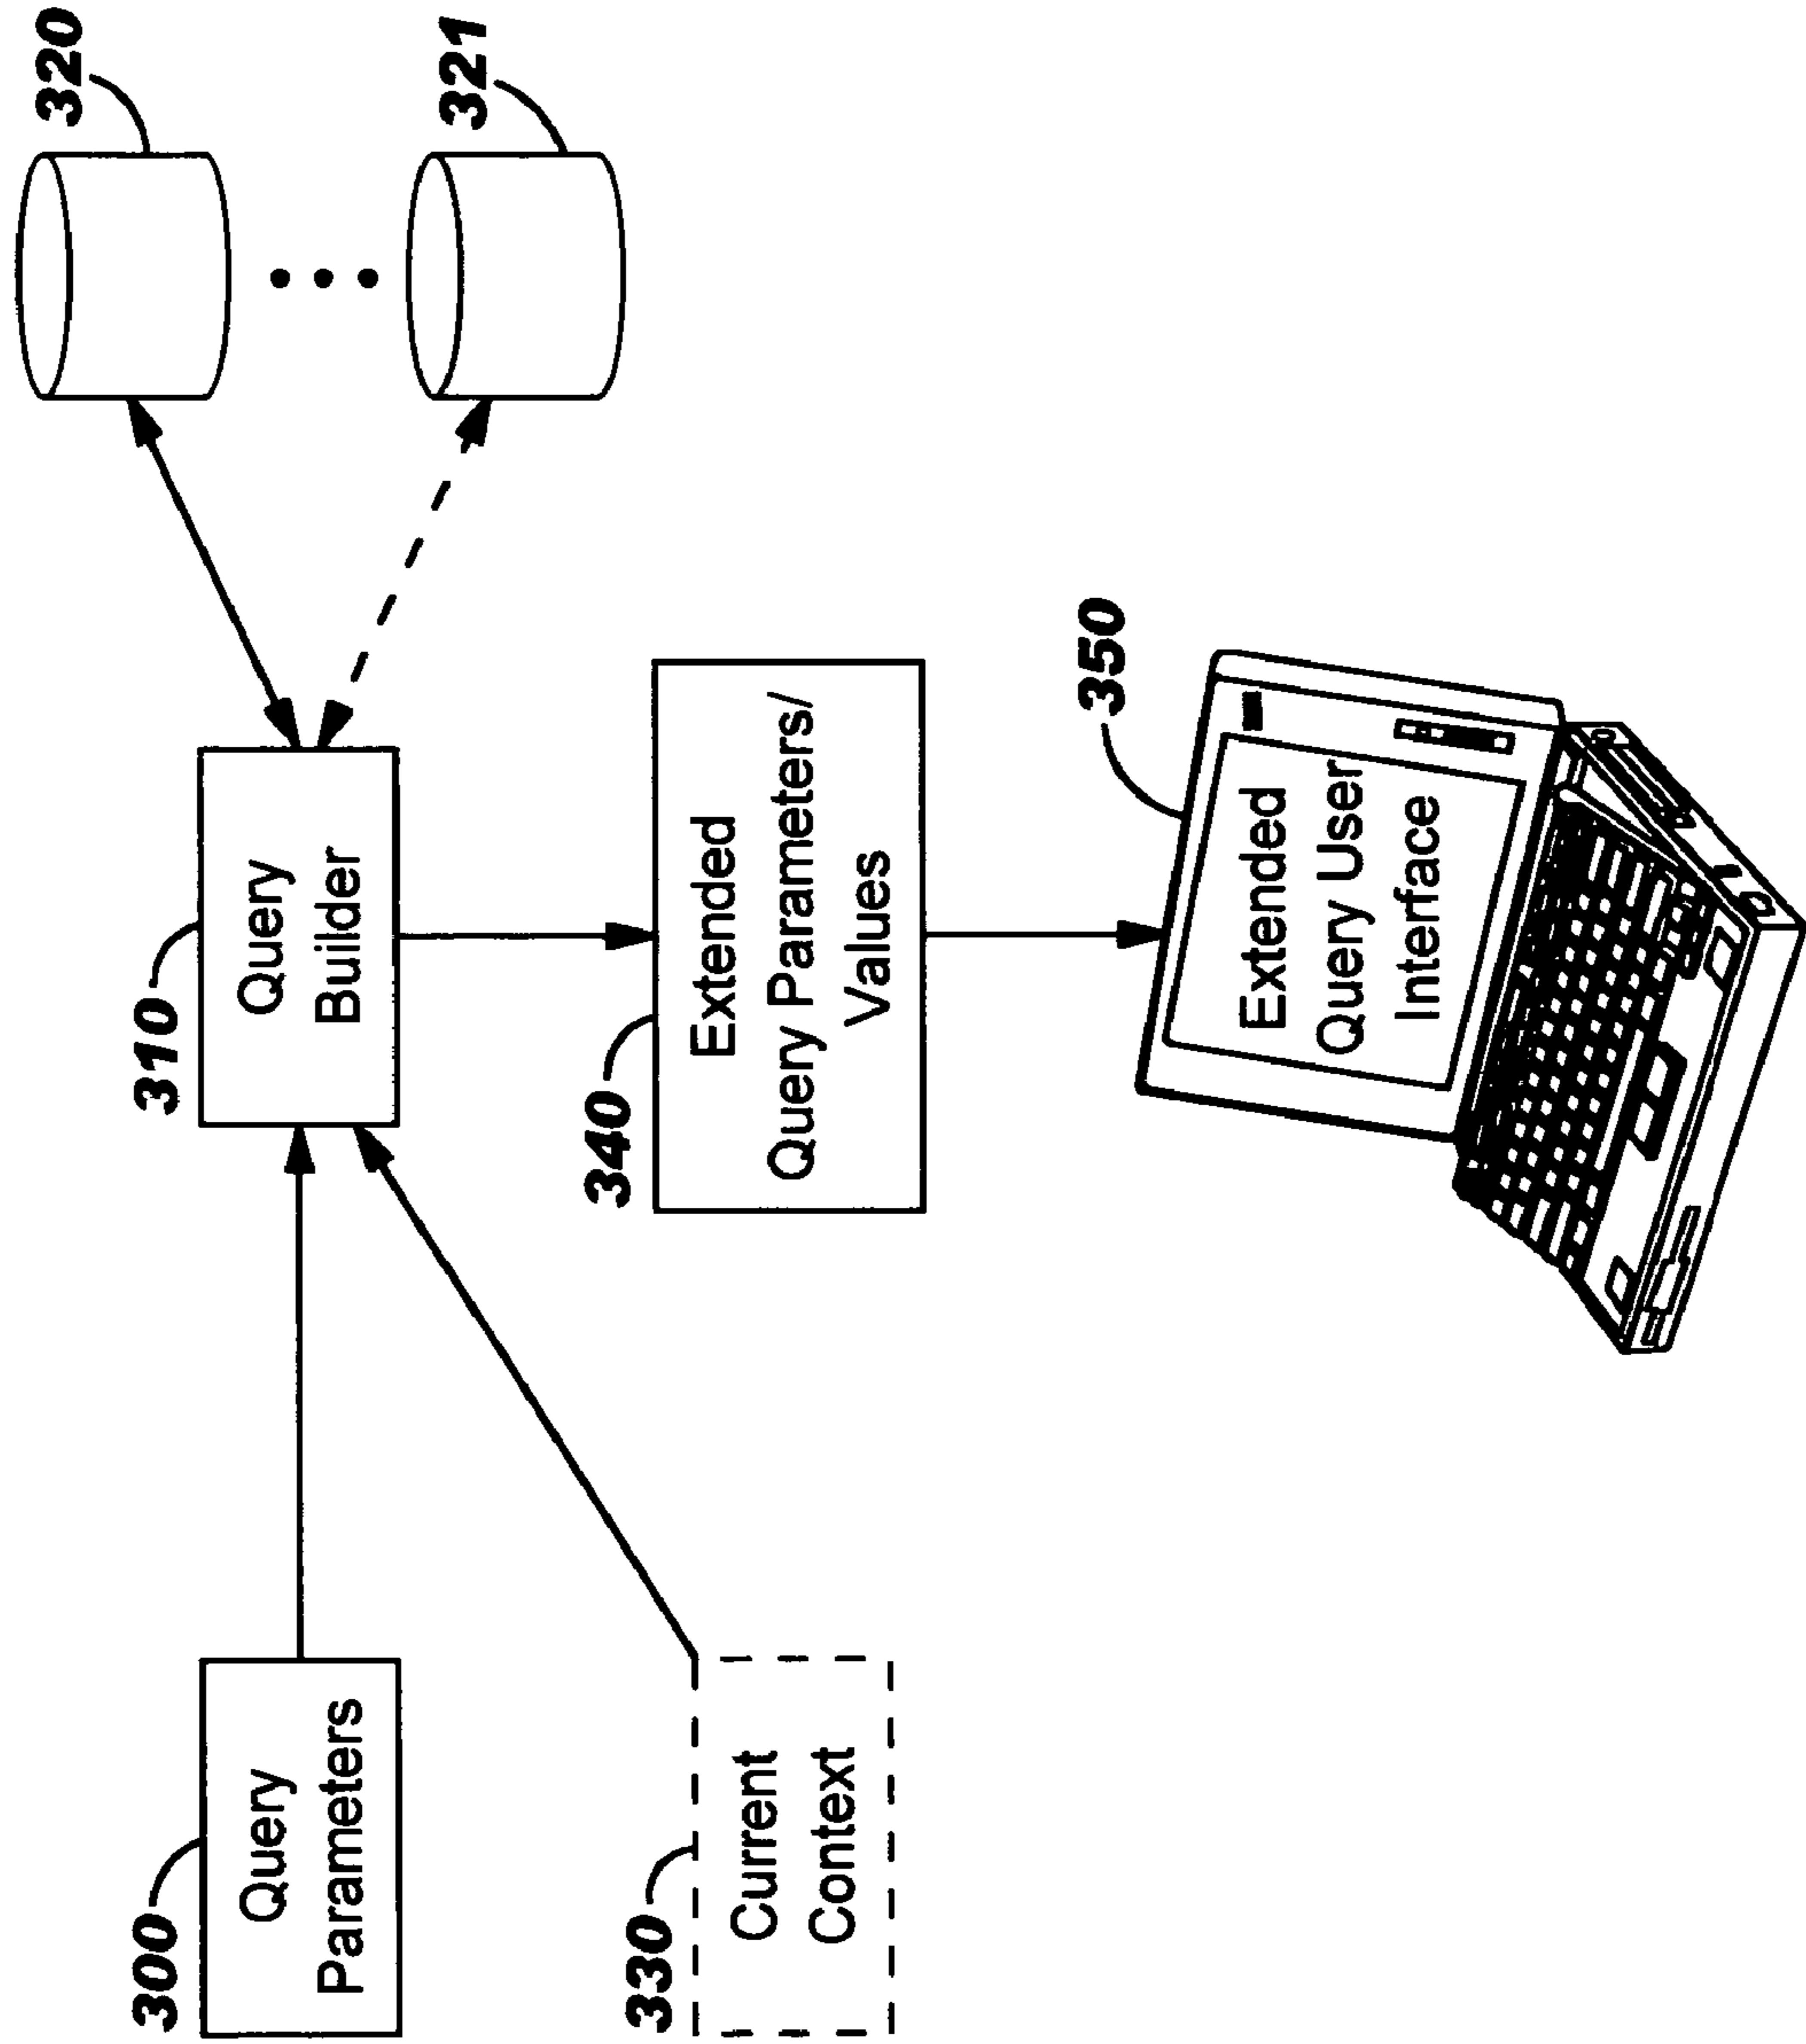 300
Query
Parameters
310
Query
Builder
320
321
330
Current
Context
340
Extended
Query Parameters/
Values
350
Extended
Query User
Interface